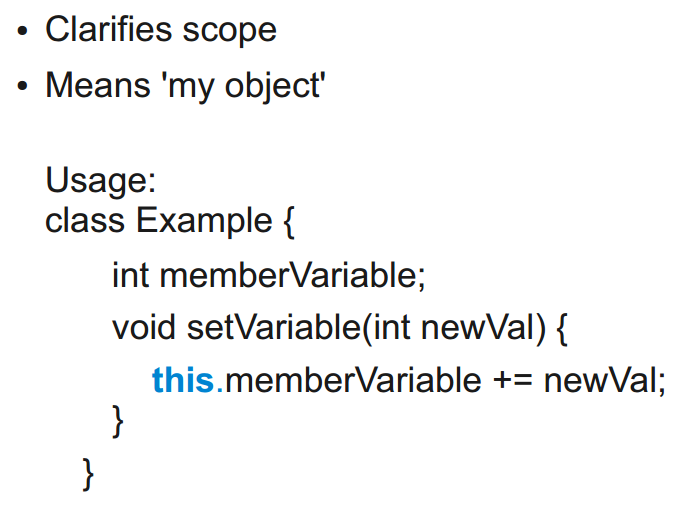 • Clarifies scope
• Means 'my object'
Usage:
class Example {
int memberVariable;
void setVariable(int newVal) {
this.memberVariable += newVal;
}
}